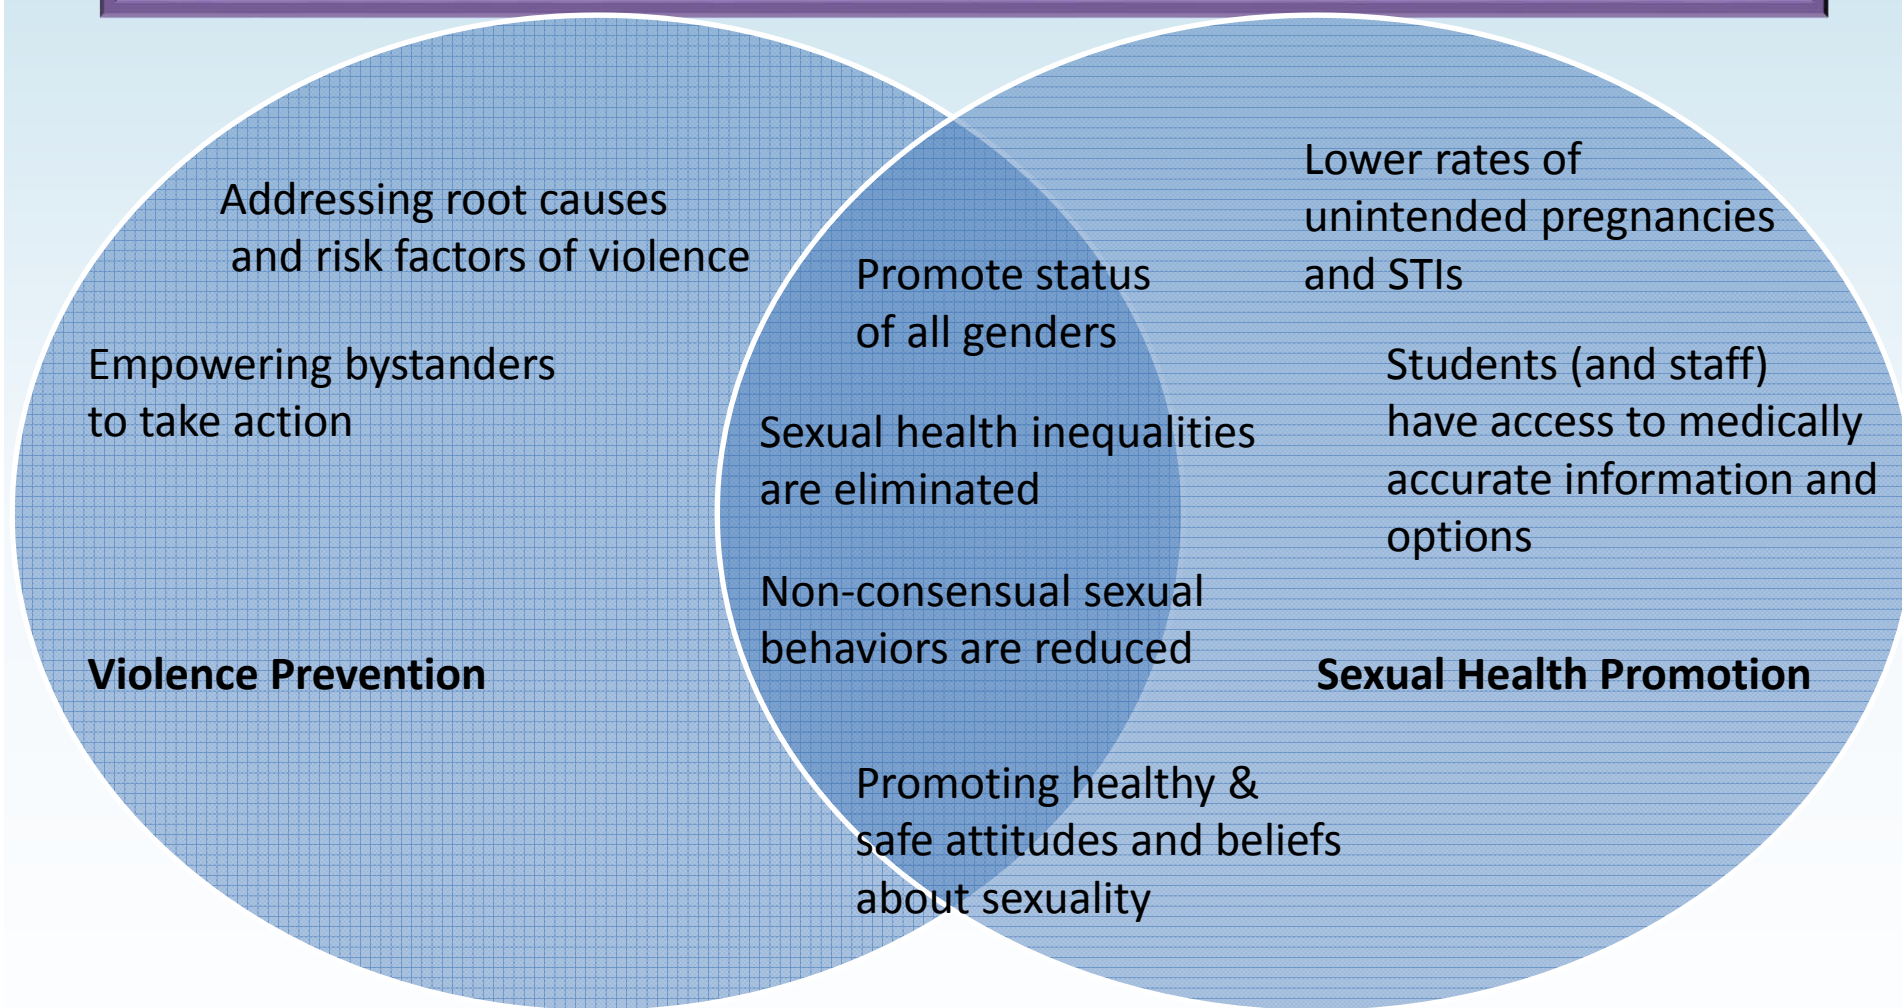 Addressing root causes
and risk factors of violence
Empowering bystanders
to take action
Violence Prevention
Promote status
of all genders
Sexual health inequalities
are eliminated
Non-consensual sexual
behaviors are reduced
Promoting healthy &
safe attitudes and beliefs
about sexuality
Lower rates of
unintended pregnancies
and STIs
Students (and staff)
have access to medically
accurate information and
options
Sexual Health Promotion